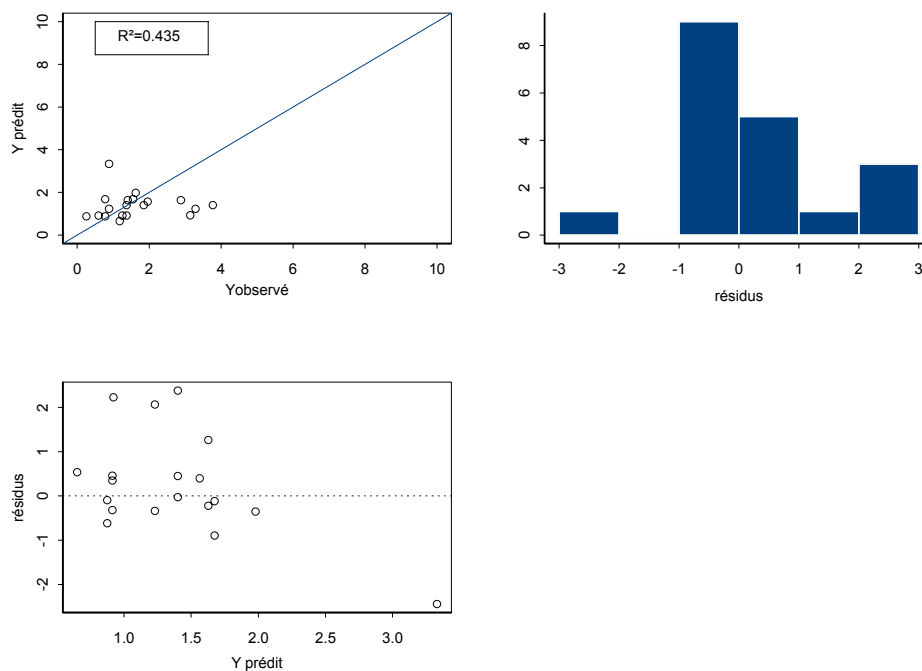 R²=0.435
Y prédit
0 2 4 6 8 10
0 2 4 6 8 10
Yobservé
0 2 4 6 8
-3 -2 -1 0 1 2 3
résidus
résidus
-2 -1 0 1 2
1.0 1.5 2.0 2.5 3.0
Y prédit